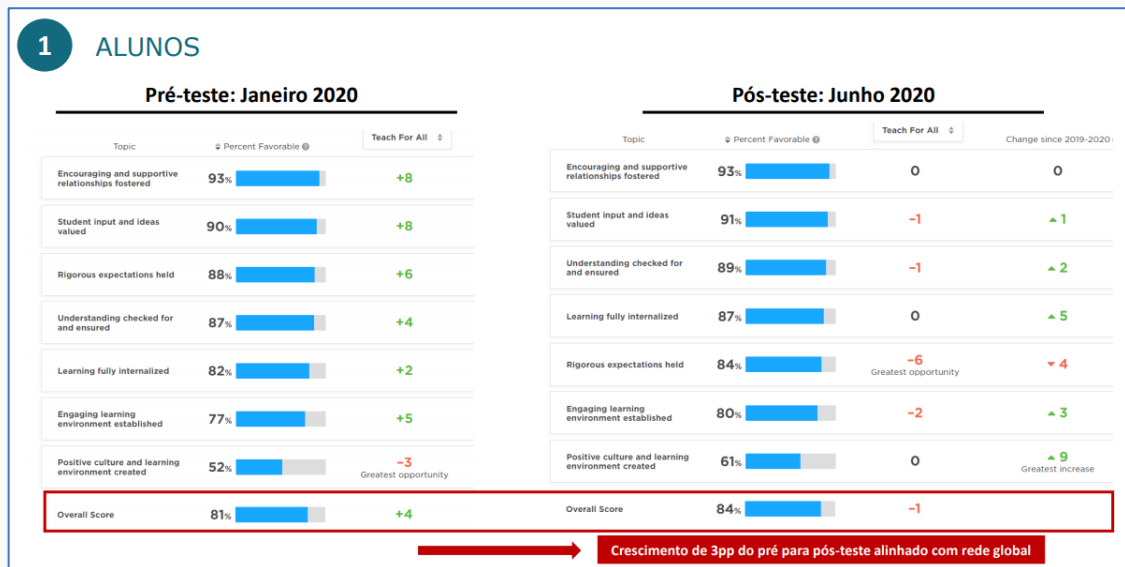 1 ALUNOS
Pré-teste: Janeiro 2020
Topic Percent Favorable Teach For All
Encouraging and supportive
relationships fostered 93% +8
Student input and ideas
valued 90% +8
Rigorous expectations held 88% +6
Understanding checked for
and ensured 87% +4
Learning fully internalized 82% +2
Engaging learning
environment established 77% +5
Positive culture and learning
environment created 52% −3
Greatest opportunity
Overall Score 81% +4
Pós-teste: Junho 2020
Topic Percent Favorable Teach For All Change since 2019-2020
Encouraging and supportive
relationships fostered 93% 0 0
Student input and ideas
valued 91% −1 1
Understanding checked for
and ensured 89% −1 2
Learning fully internalized 87% 0 5
Rigorous expectations held 84% −6 4
Greatest opportunity
Engaging learning
environment established 80% −2 3
Positive culture and learning
environment created 61% 0 9
Greatest increase
Overall Score 84% −1
Crescimento de 3pp do pré para pós-teste alinhado com rede global